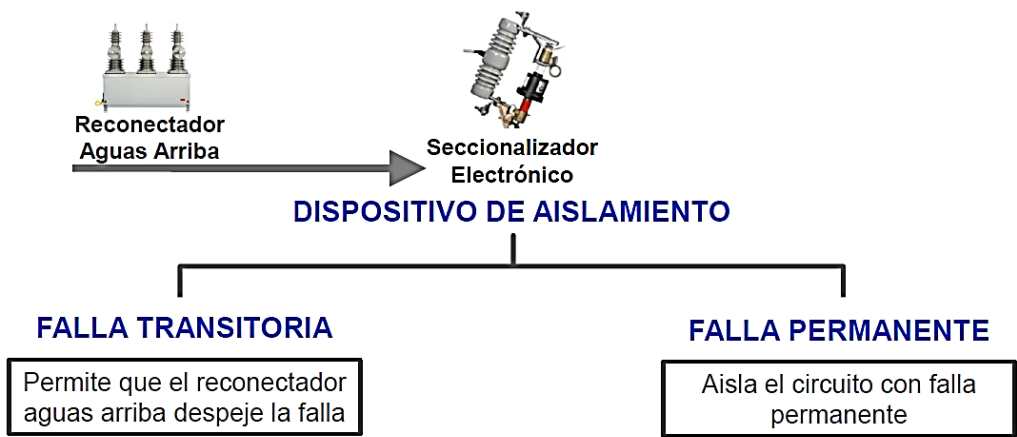 Reconectador
Aguas Arriba
Seccionalizador
Electrónico
DISPOSITIVO DE AISLAMIENTO
FALLA TRANSITORIA
FALLA PERMANENTE
Permite que el reconectador
aguas arriba despeje la falla
Aisla el circuito con falla
permanente